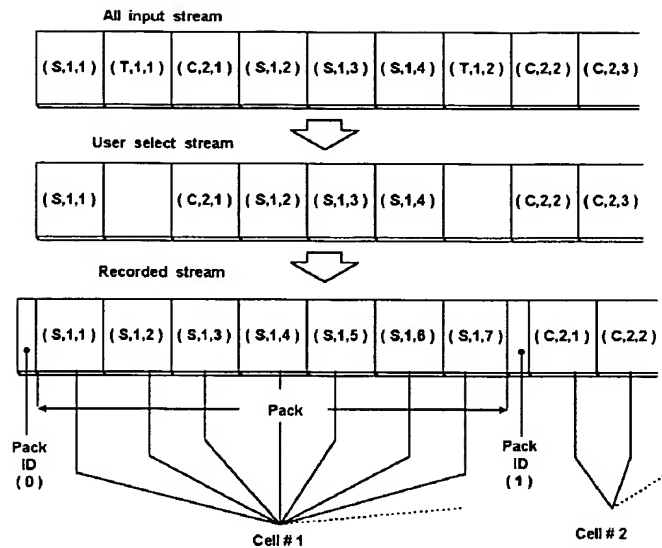 All input stream
(S,1,1) (T,1,1) (C,2,1) (S,1,2) (S,1,3) (S,1,4) (T,1,2) (C,2,2) (C,2,3)
User select stream
(S,1,1) (C,2,1) (S,1,2) (S,1,3) (S,1,4) (C,2,2) (C,2,3)
Recorded stream
(S,1,1) (S,1,2) (S,1,3) (S,1,4) (S,1,5) (S,1,6) (S,1,7) (C,2,1) (C,2,2)
Pack
Pack
ID
(0)
Pack
ID
(1)
Cell # 1
Cell # 2